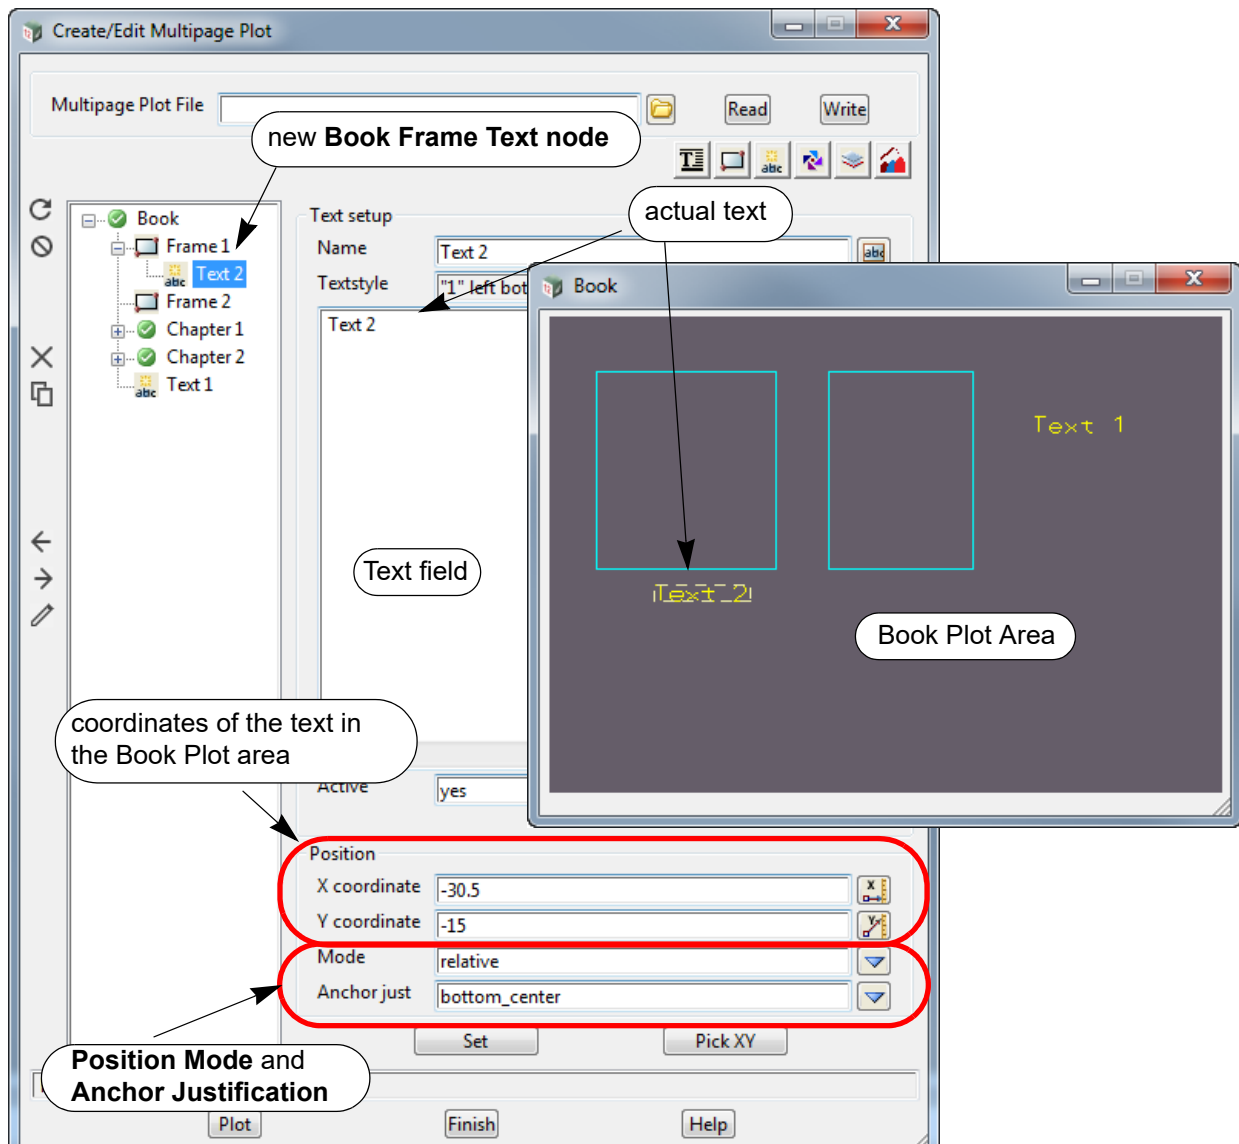 Create/Edit Multipage Plot
Multipage Plot File
Read
Write
new Book Frame Text node
abc
Book
Frame 1
abc
Text 2
Frame 2
Chapter 1
Chapter 2
abc
Text 1
Text setup
actual text
Name
Text 2
abc
Textstyle
"1" left bot
Text 2
Text field
Book
Text 1
Text 2
Book Plot Area
coordinates of the text in
the Book Plot area
Active
yes
Position
X coordinate
-30.5
X
Y coordinate
-15
Y
Mode
relative
Anchor just
bottom_center
Set
Pick XY
Position Mode and
Anchor Justification
Plot
Finish
Help